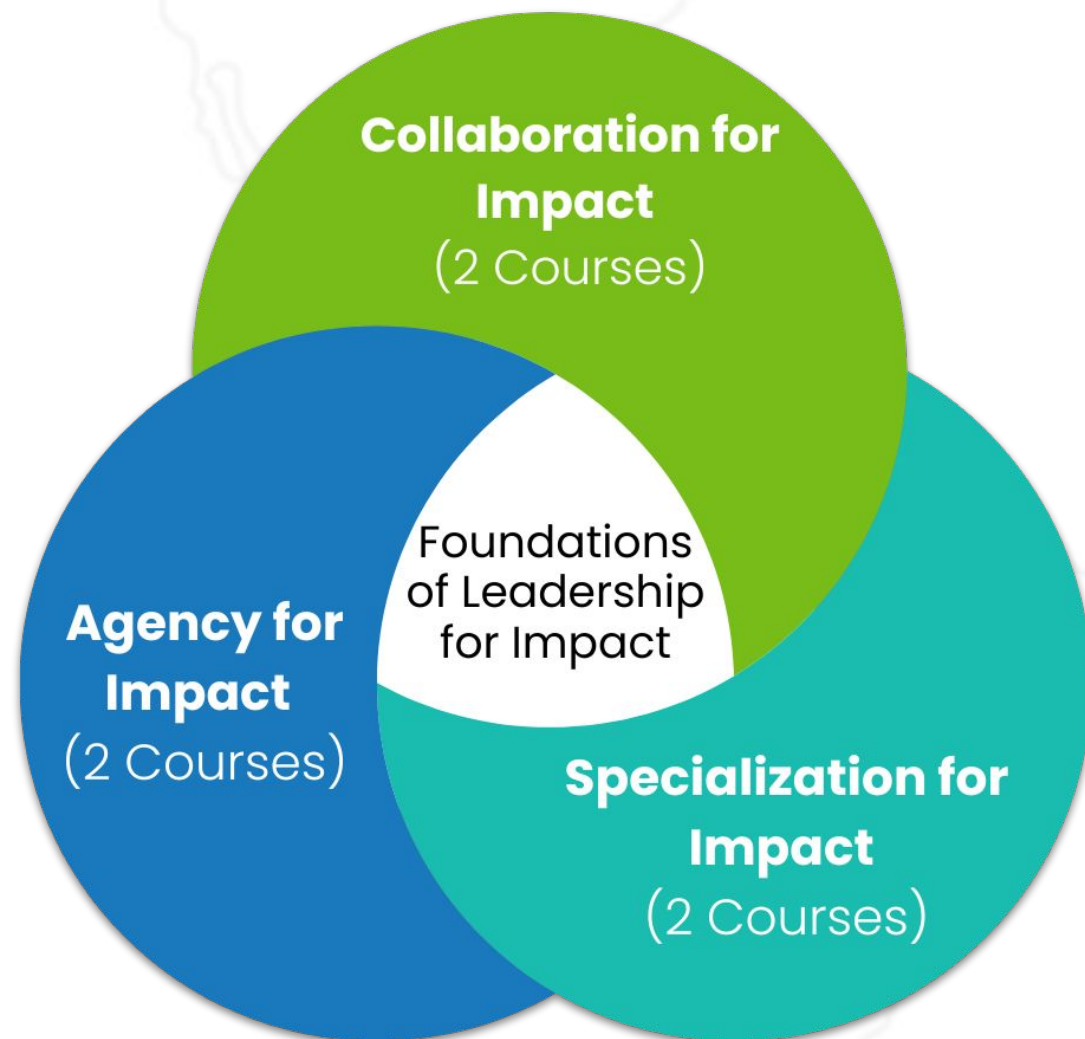 Collaboration for
Impact
(2 Courses)
Foundations
of Leadership
for Impact
Agency for
Impact
(2 Courses)
Specialization for
Impact
(2 Courses)